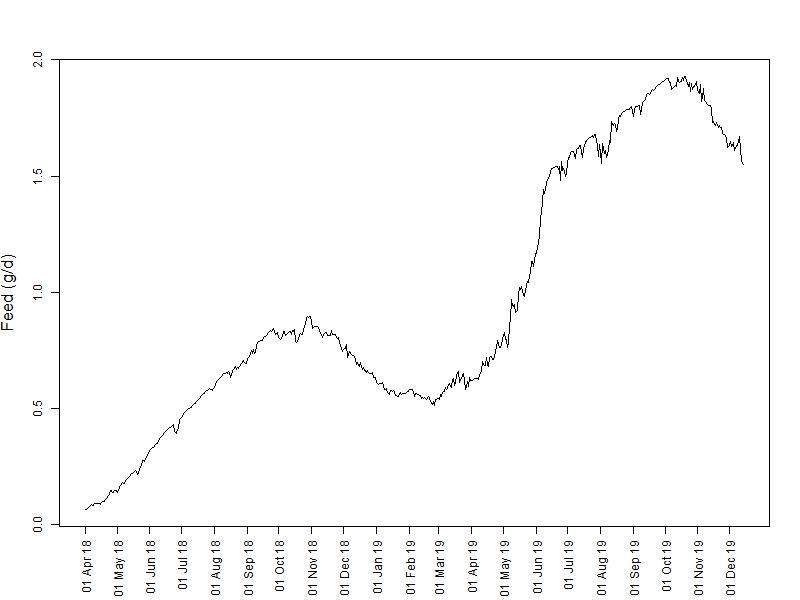 Feed (g/d)
2.0
1.5
1.0
0.5
0.0
01 Apr 18
01 May 18
01 Jun 18
01 Jul 18
01 Aug 18
01 Sep 18
01 Oct 18
01 Nov 18
01 Dec 18
01 Jan 19
01 Feb 19
01 Mar 19
01 Apr 19
01 May 19
01 Jun 19
01 Jul 19
01 Aug 19
01 Sep 19
01 Oct 19
01 Nov 19
01 Dec 19